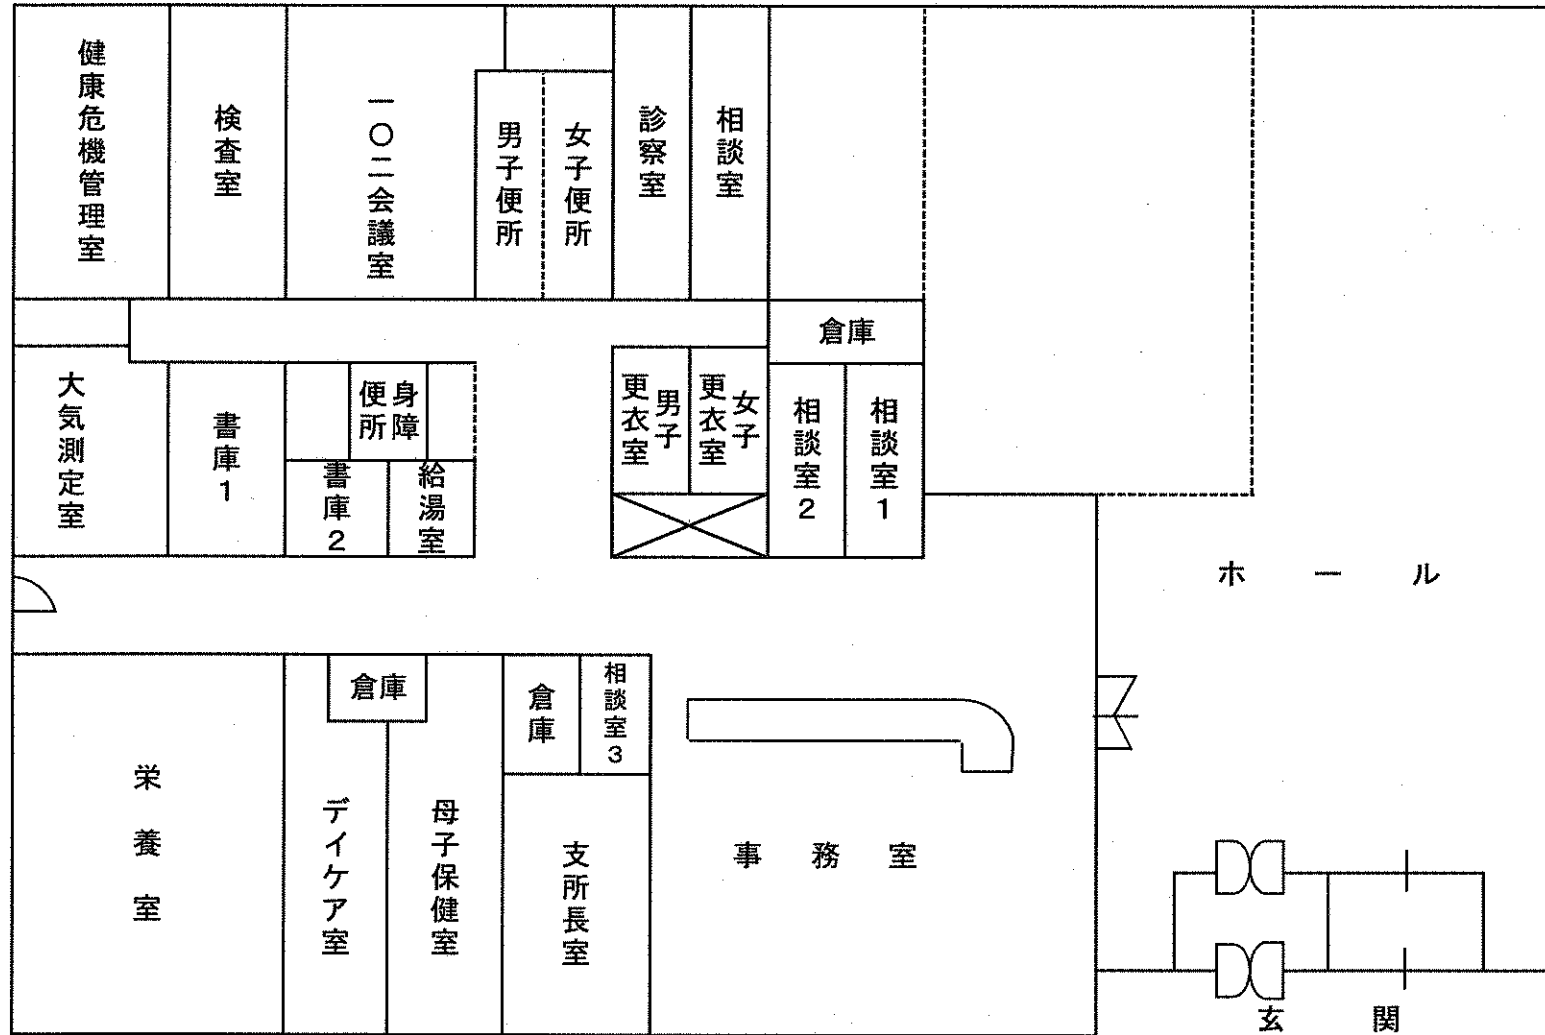 健康危機管理室
検査室
一〇二会議室
男子便所
女子便所
診察室
相談室
倉庫
大気測定室
書庫1
身障便所
書庫2
給湯室
男子更衣室
女子更衣室
相談室2
相談室1
ホール
栄養室
倉庫
デイケア室
母子保健室
倉庫
相談室3
支所長室
事務室
玄関